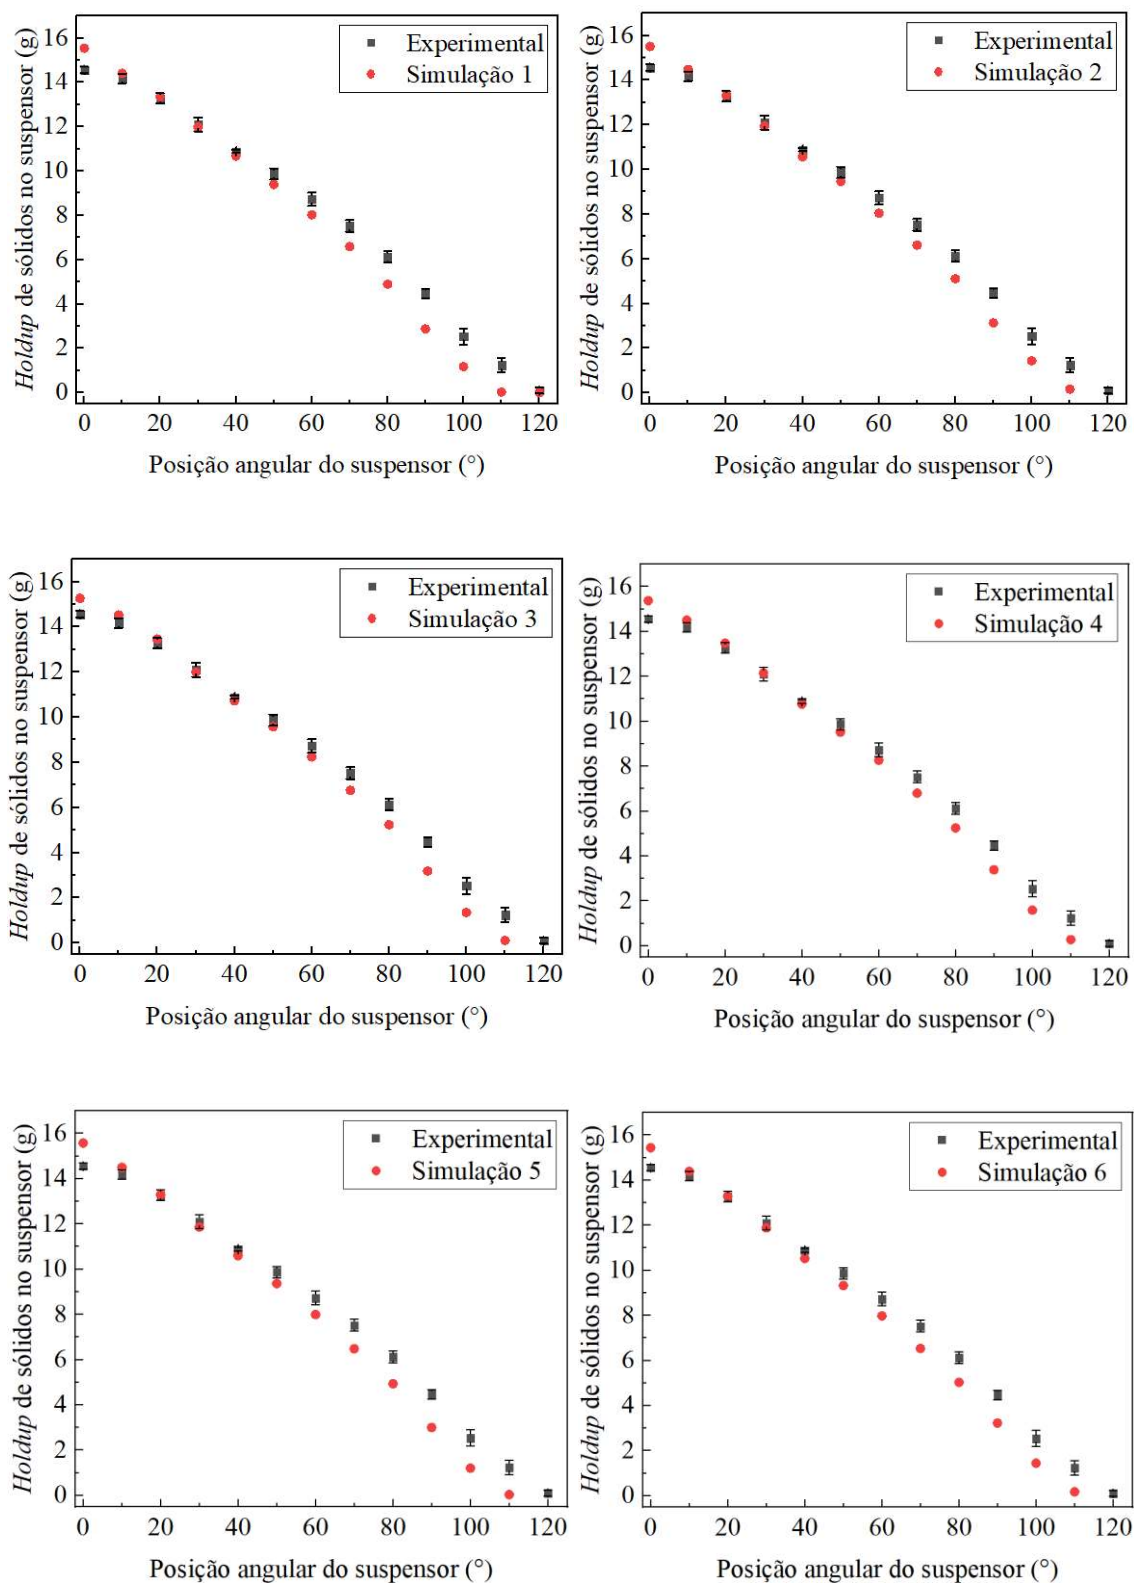 Holdup de sólidos no suspensor (g)
16
14
12
10
8
6
4
2
0
Experimental
Simulação 1
0 20 40 60 80 100 120
Posição angular do suspensor (°)
Holdup de sólidos no suspensor (g)
16
14
12
10
8
6
4
2
0
Experimental
Simulação 2
0 20 40 60 80 100 120
Posição angular do suspensor (°)
Holdup de sólidos no suspensor (g)
16
14
12
10
8
6
4
2
0
Experimental
Simulação 3
0 20 40 60 80 100 120
Posição angular do suspensor (°)
Holdup de sólidos no suspensor (g)
16
14
12
10
8
6
4
2
0
Experimental
Simulação 4
0 20 40 60 80 100 120
Posição angular do suspensor (°)
Holdup de sólidos no suspensor (g)
16
14
12
10
8
6
4
2
0
Experimental
Simulação 5
0 20 40 60 80 100 120
Posição angular do suspensor (°)
Holdup de sólidos no suspensor (g)
16
14
12
10
8
6
4
2
0
Experimental
Simulação 6
0 20 40 60 80 100 120
Posição angular do suspensor (°)